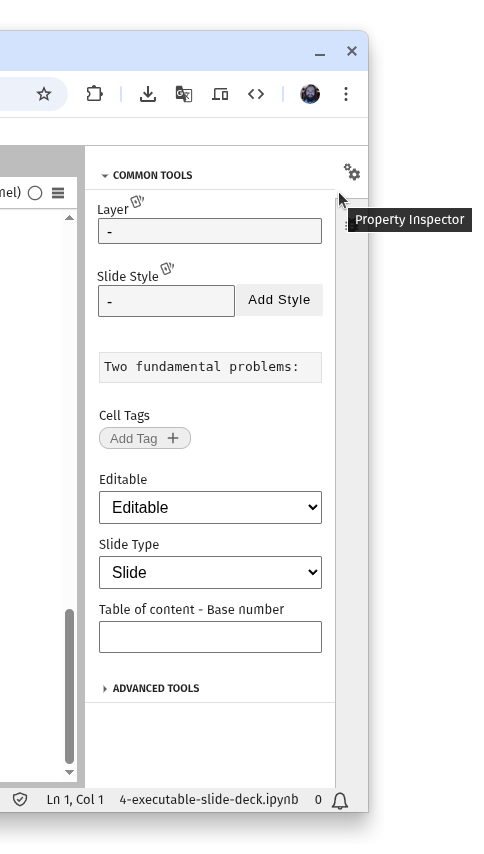 COMMON TOOLS
mel)
Layer
-
Property Inspector
Slide Style
-
Add Style
Two fundamental problems:
Cell Tags
Add Tag +
Editable
Editable
Slide Type
Slide
Table of content - Base number
ADVANCED TOOLS
Ln 1, Col 1 4-executable-slide-deck.ipynb 0